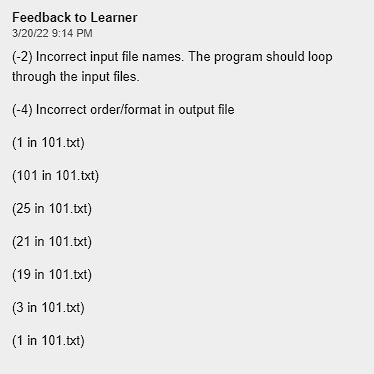 Feedback to Learner
3/20/22 9:14 PM
(-2) Incorrect input file names. The program should loop
through the input files.
(-4) Incorrect order/format in output file
(1 in 101.txt)
(101 in 101.txt)
(25 in 101.txt)
(21 in 101.txt)
(19 in 101.txt)
(3 in 101.txt)
(1 in 101.txt)